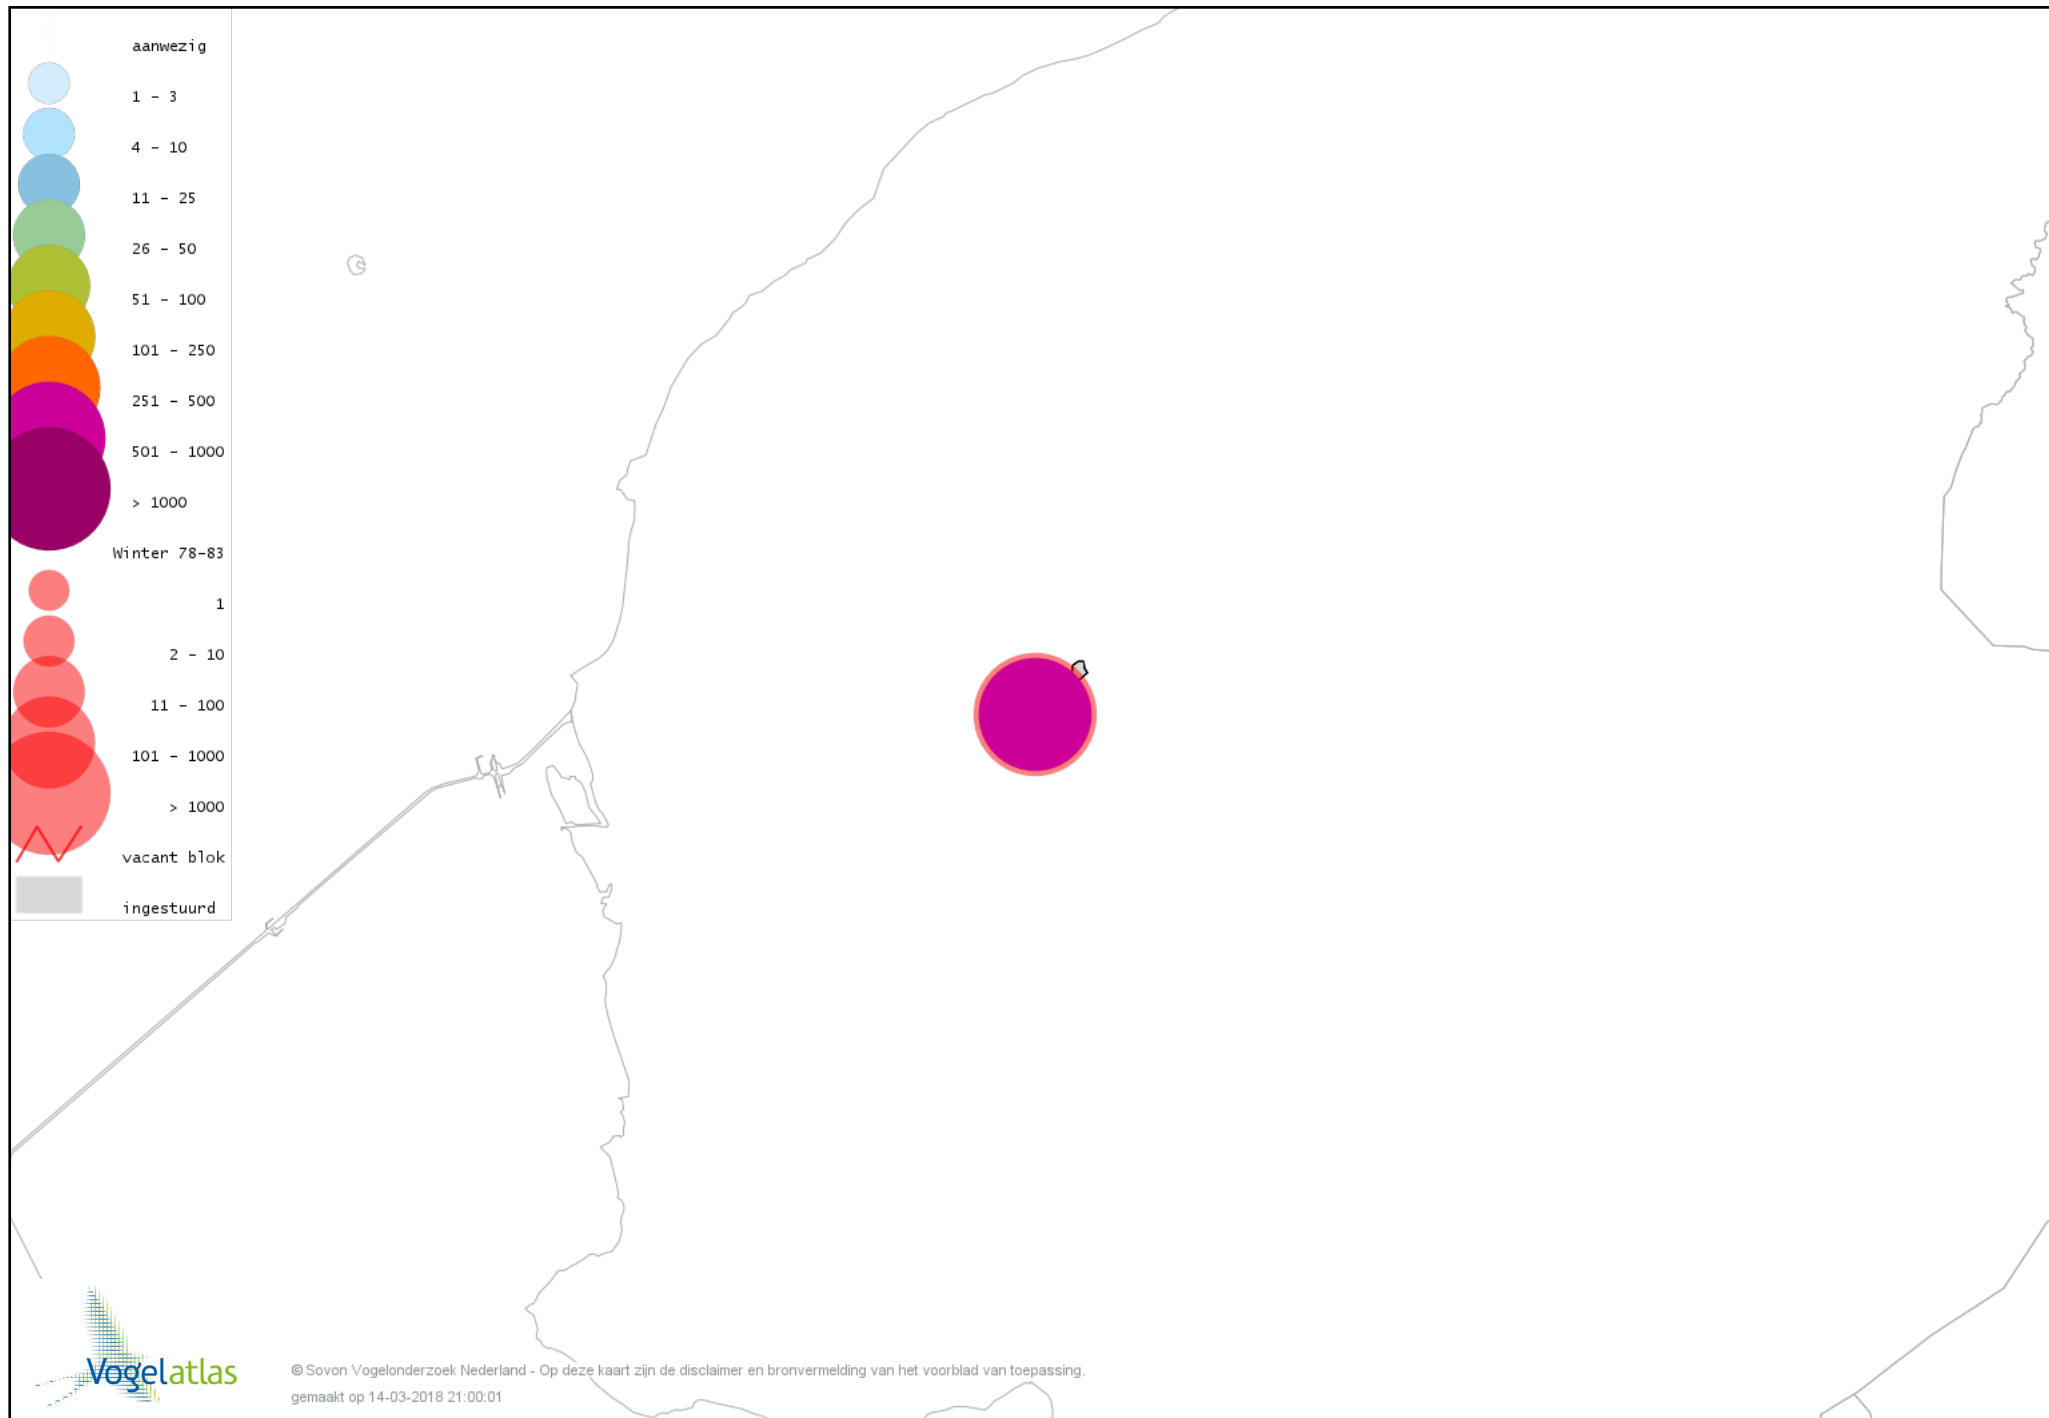 aanwezig
1 - 3
4 - 10
11 - 25
26 - 50
51 - 100
101 - 250
251 - 500
501 - 1000
> 1000
Winter 78-83
1
2 - 10
11 - 100
101 - 1000
> 1000
vacant blok
ingestuurd
Vogelatlas
© Sovon Vogelonderzoek Nederland - Op deze kaart zijn de disclaimer en bronvermelding van het voorblad van toepassing.
gemaakt op 14-03-2018 21:00:01